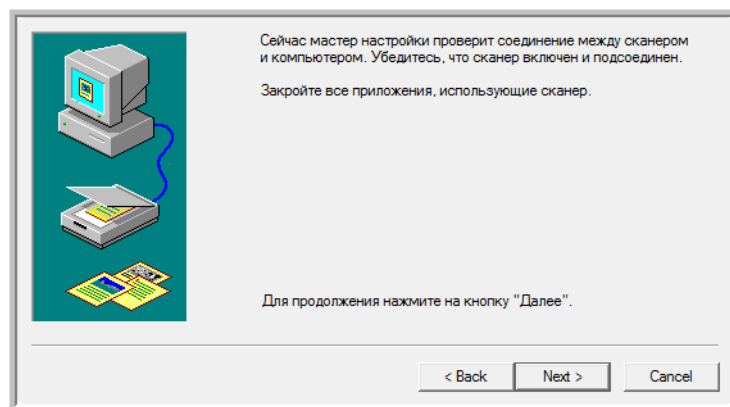 Сейчас мастер настройки проверит соединение между сканером
и компьютером. Убедитесь, что сканер включен и подсоединен.
Закройте все приложения, использующие сканер.
Для продолжения нажмите на кнопку "Далее".
< Back
Next >
Cancel